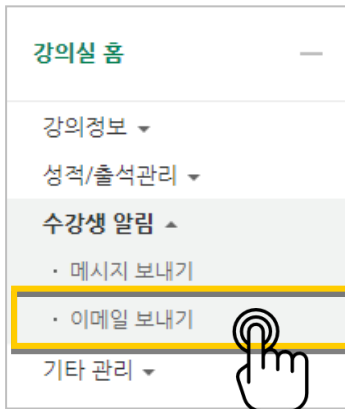 강의실 홈
강의정보
성적/출석관리
수강생 알림
· 메시지 보내기
· 이메일 보내기
기타 관리